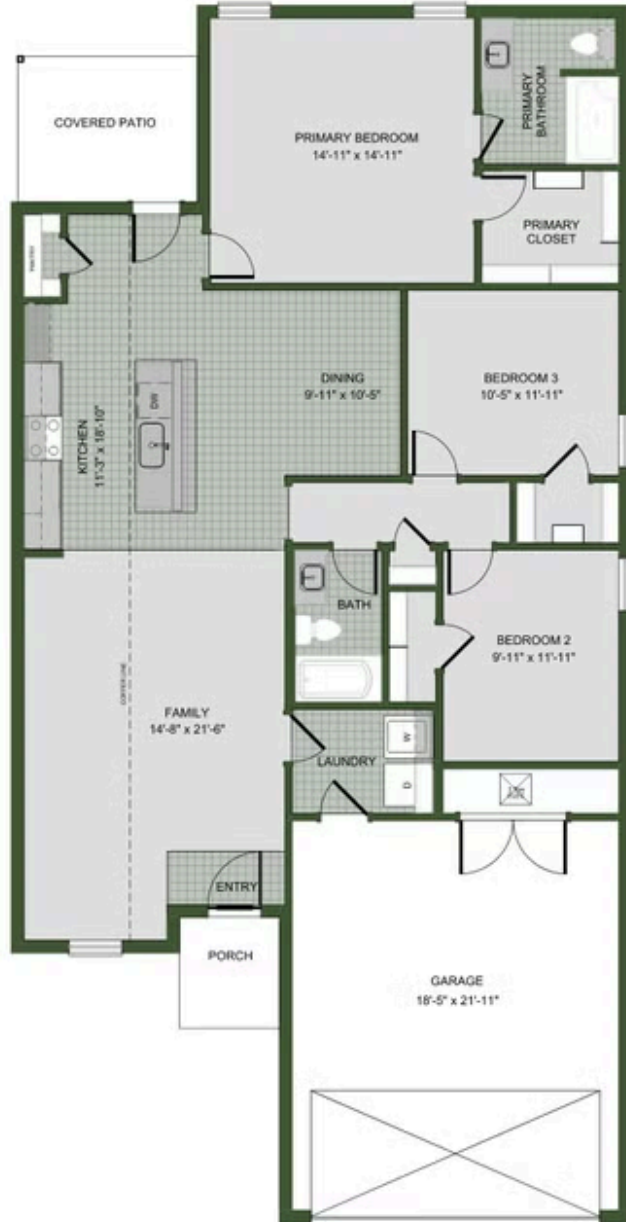 COVERED PATIO
PRIMARY BEDROOM
14'-11" x 14'-11"
PRIMARY
BATHROOM
PRIMARY
CLOSET
PANTRY
DINING
9'-11" x 10'-5"
BEDROOM 3
10'-5" x 11'-11"
DW
KITCHEN
11'-3" x 18'-10"
BATH
BEDROOM 2
9'-11" x 11'-11"
FAMILY
14'-8" x 21'-6"
W
LAUNDRY
D
ENTRY
PORCH
GARAGE
18'-5" x 21'-11"